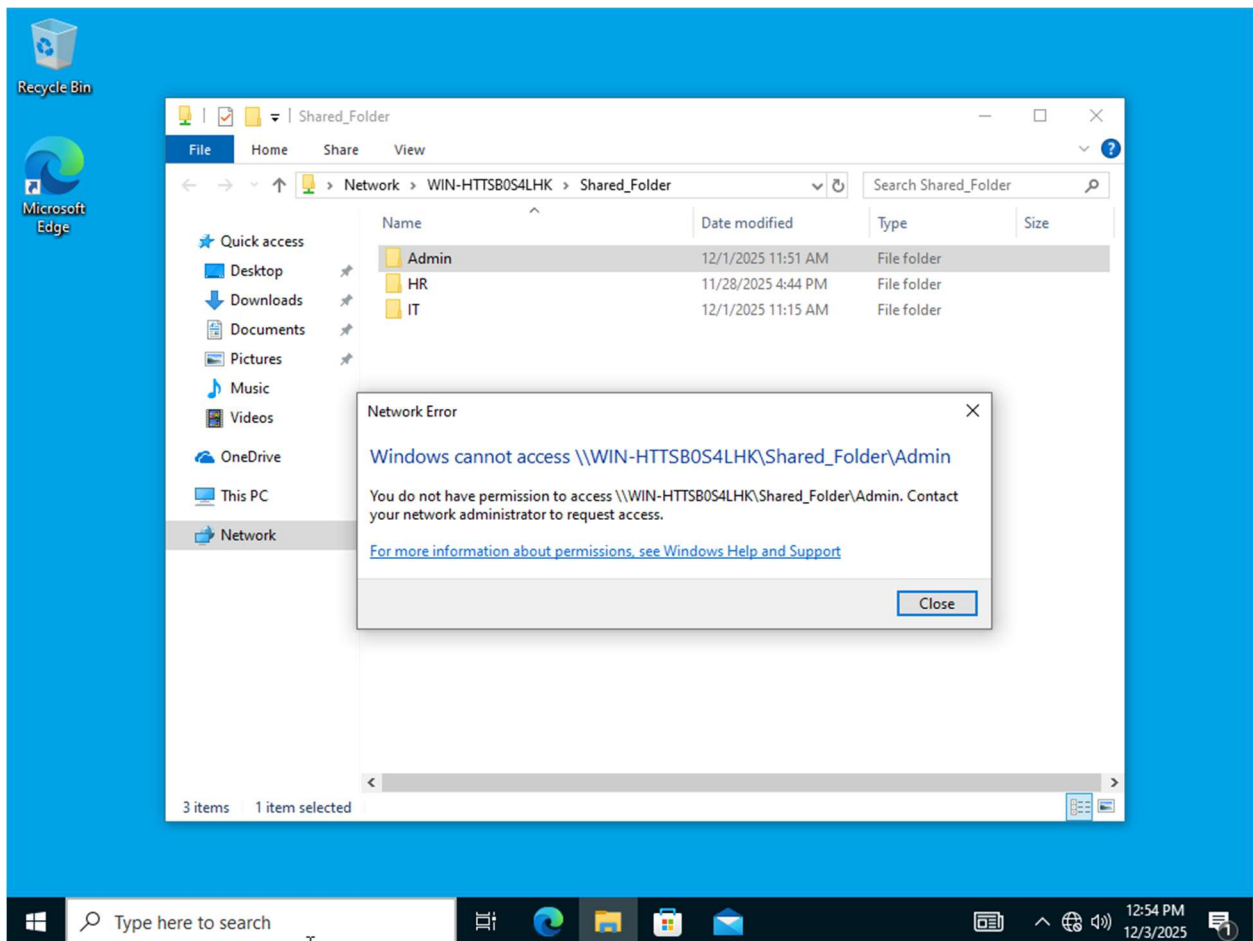 Recycle Bin
Microsoft
Edge
Shared_Folder
File Home Share View
Network > WIN-HTTSB0S4LHK > Shared_Folder
Search Shared_Folder
Name Date modified Type Size
Quick access
Desktop
Downloads
Documents
Pictures
Music
Videos
OneDrive
This PC
Network
Admin 12/1/2025 11:51 AM File folder
HR 11/28/2025 4:44 PM File folder
IT 12/1/2025 11:15 AM File folder
Network Error
Windows cannot access \\WIN-HTTSB0S4LHK\Shared_Folder\Admin
You do not have permission to access \\WIN-HTTSB0S4LHK\Shared_Folder\Admin. Contact
your network administrator to request access.
For more information about permissions, see Windows Help and Support
Close
3 items 1 item selected
Type here to search
12:54 PM
12/3/2025
1